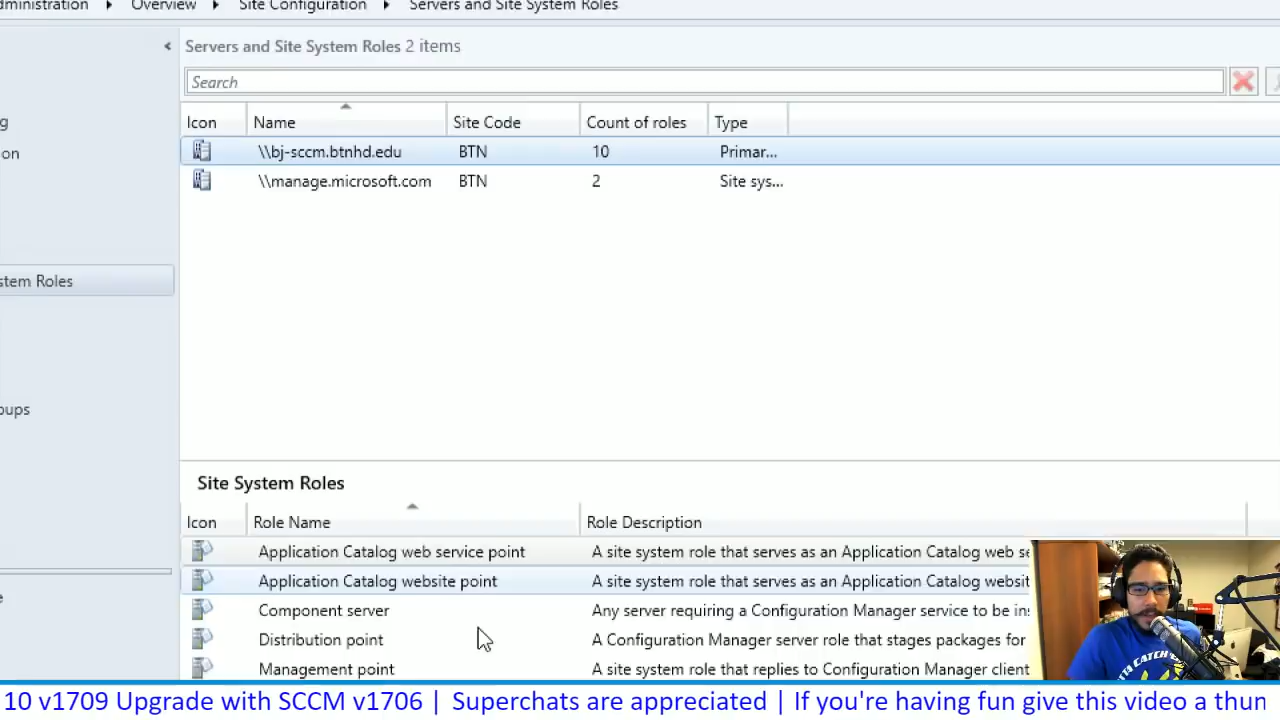 dministration ▸ Overview ▸ Site Configuration ▸ Servers and Site System Roles
Servers and Site System Roles 2 items
Search
Icon Name Site Code Count of roles Type
\\bj-sccm.btnhd.edu BTN 10 Primar...
\\manage.microsoft.com BTN 2 Site sys...
g
on
stem Roles
oups
e
Site System Roles
Icon Role Name Role Description
Application Catalog web service point A site system role that serves as an Application Catalog web se
Application Catalog website point A site system role that serves as an Application Catalog websit
Component server Any server requiring a Configuration Manager service to be ins
Distribution point A Configuration Manager server role that stages packages for
Management point A site system role that replies to Configuration Manager client
10 v1709 Upgrade with SCCM v1706 | Superchats are appreciated | If you're having fun give this video a thun